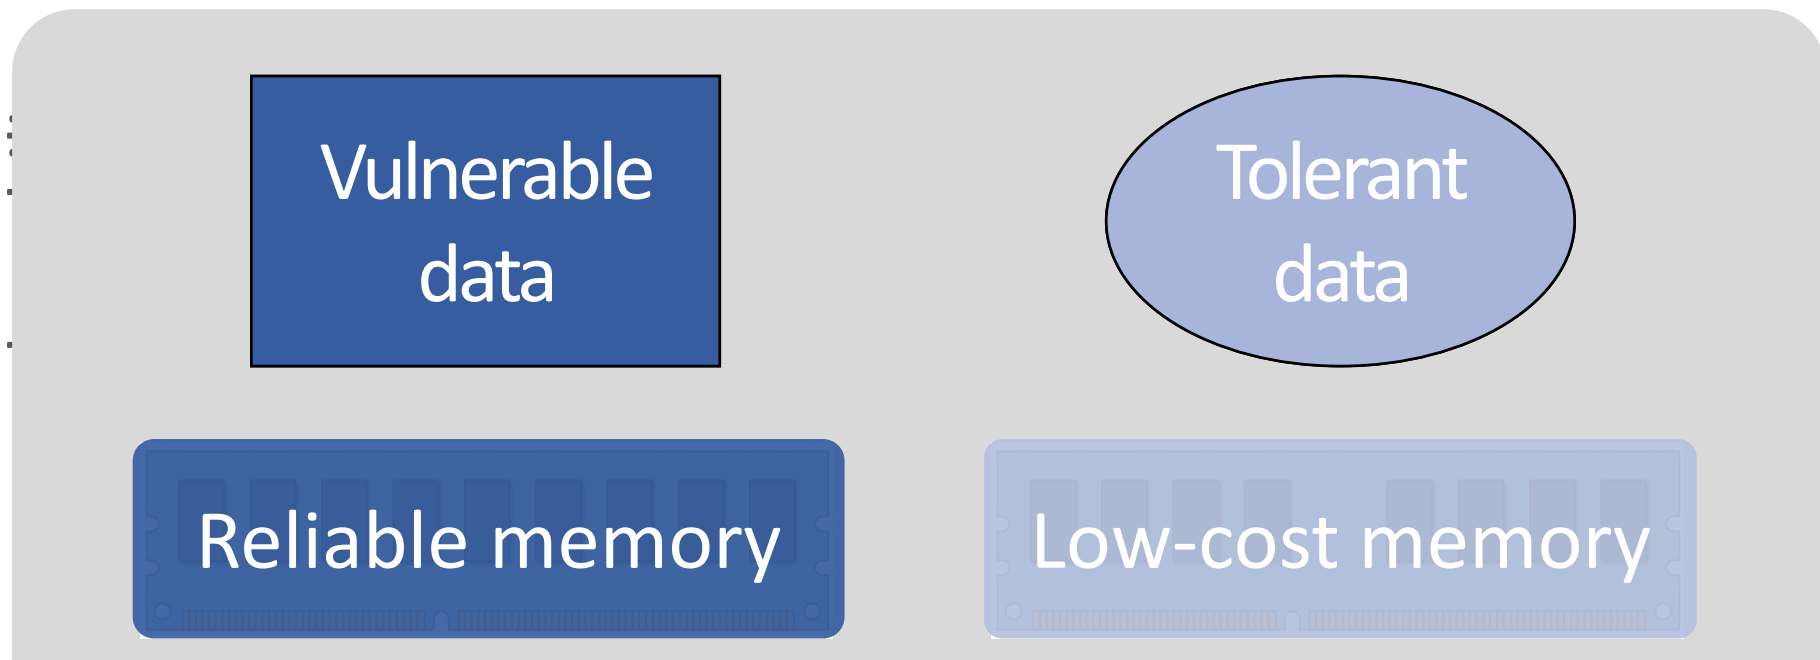 Vulnerable
data
Tolerant
data
Reliable memory
Low-cost memory